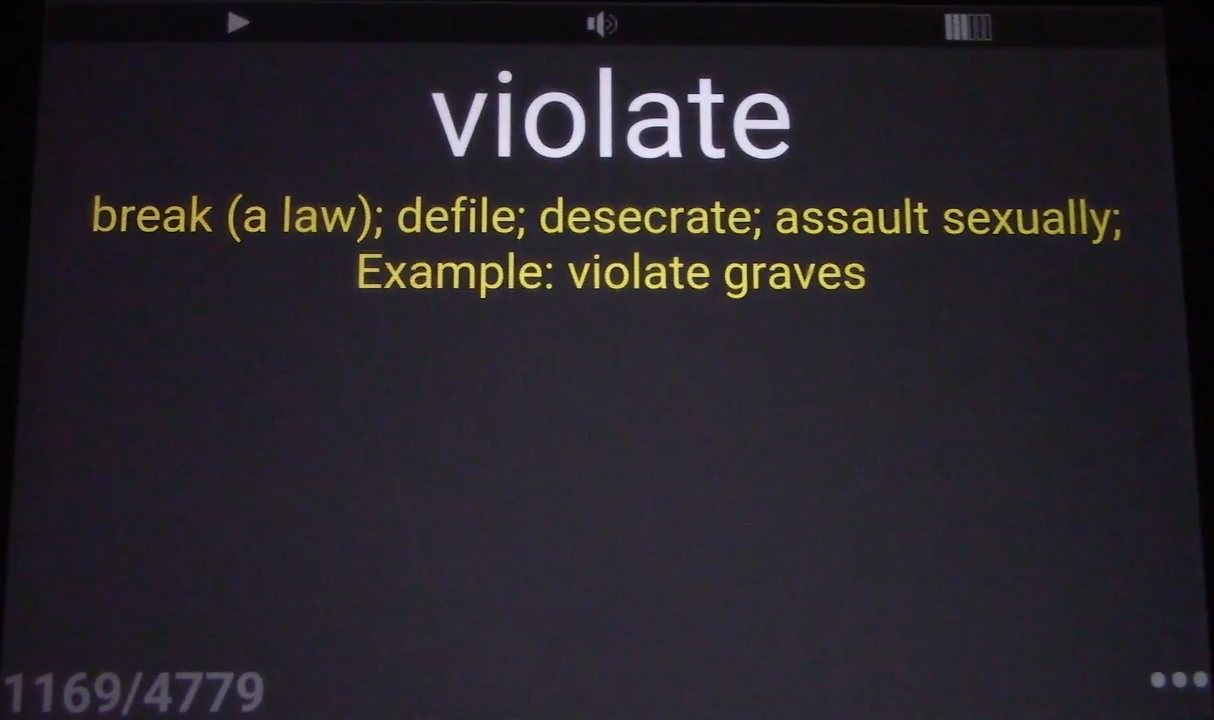 violate
break (a law); defile; desecrate; assault sexually;
Example: violate graves
1169/4779